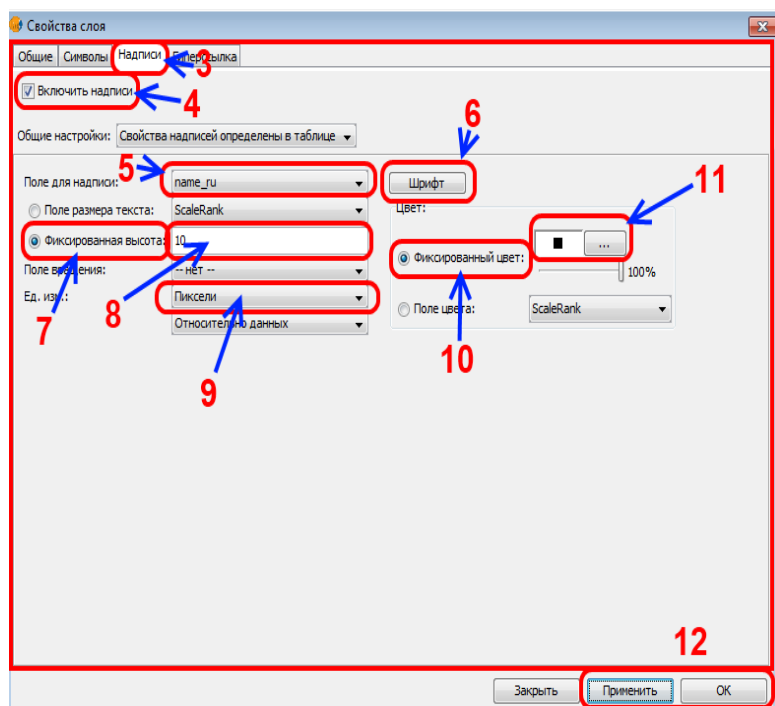 Свойства слоя
Общие Символы Надписи Гиперссылка
3
Включить надписи
4
6
Общие настройки: Свойства надписей определены в таблице
5
11
Поле для надписи: name_ru Шрифт
Цвет:
Поле размера текста: ScaleRank
Фиксированная высота: 10
...
Фиксированный цвет:
100%
Поле вращения: -- нет --
Ед. изм.: Пиксели
Поле цвета: ScaleRank
Относительно данных
7
8
9
10
12
Закрыть Применить OK